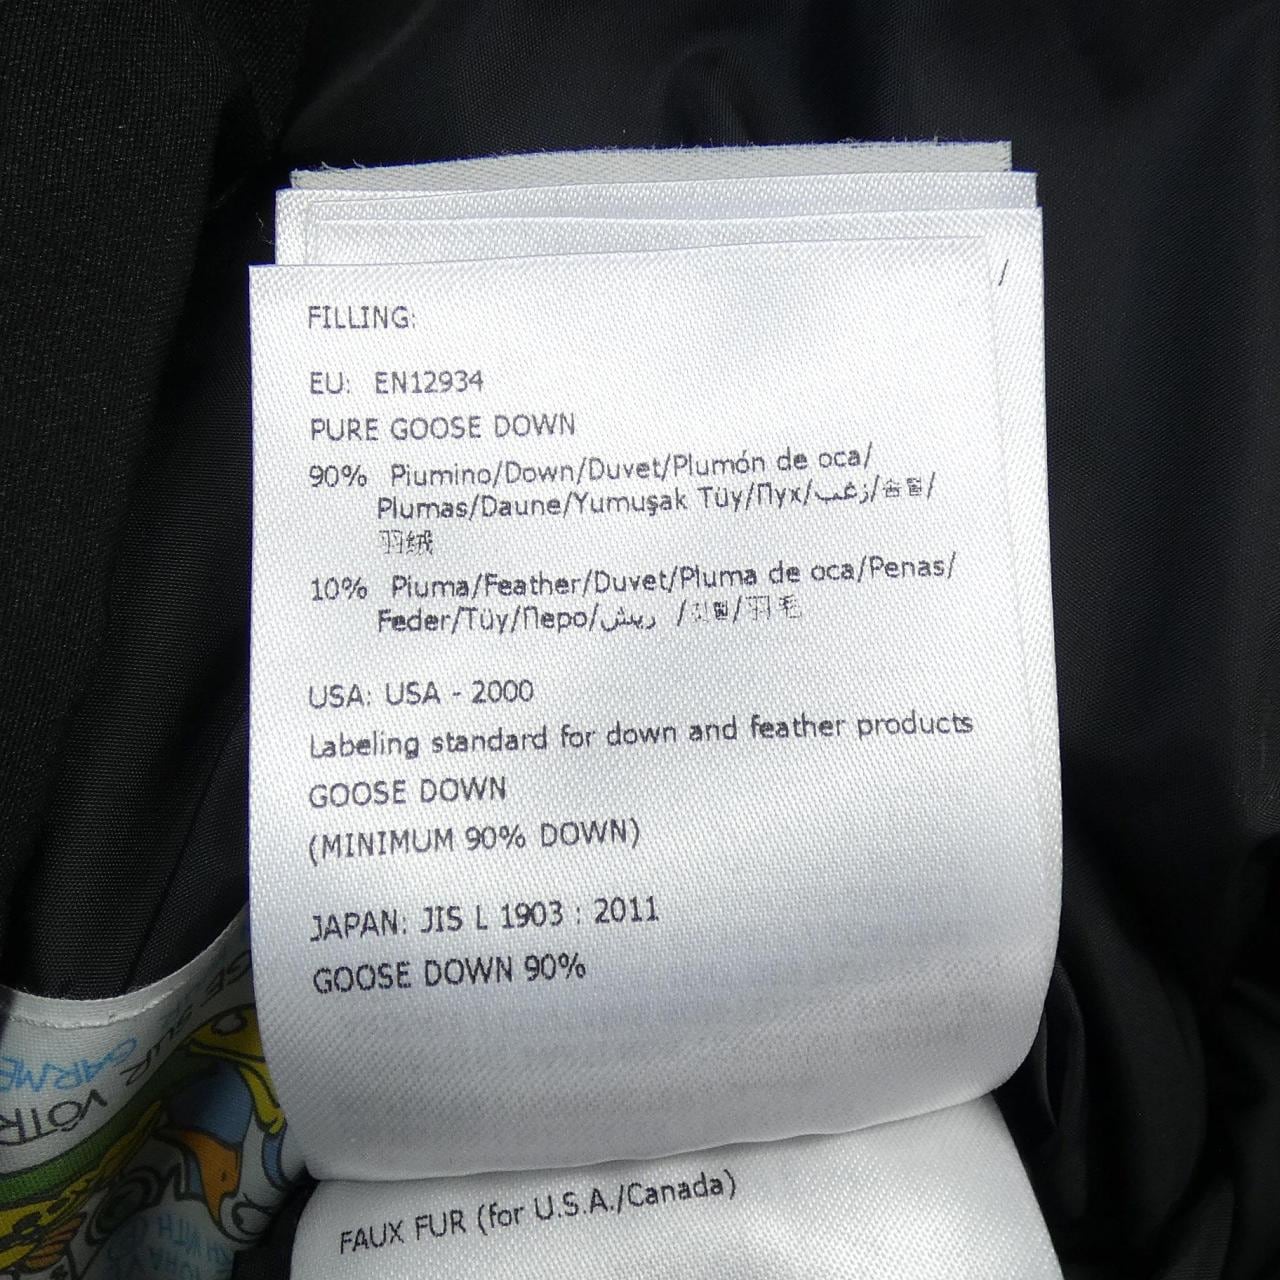 FILLING:
EU: EN12934
PURE GOOSE DOWN
90% Piumino/Down/Duvet/Plumón de oca/
Plumas/Daune/Yumuşak Tüy/Пух/زغب/솜털/
羽绒
10% Piuma/Feather/Duvet/Pluma de oca/Penas/
Feder/Tüy/Перо/ريش /깃털/羽毛
USA: USA - 2000
Labeling standard for down and feather products
GOOSE DOWN
(MINIMUM 90% DOWN)
JAPAN: JIS L 1903 : 2011
GOOSE DOWN 90%
FAUX FUR (for U.S.A./Canada)
SUR